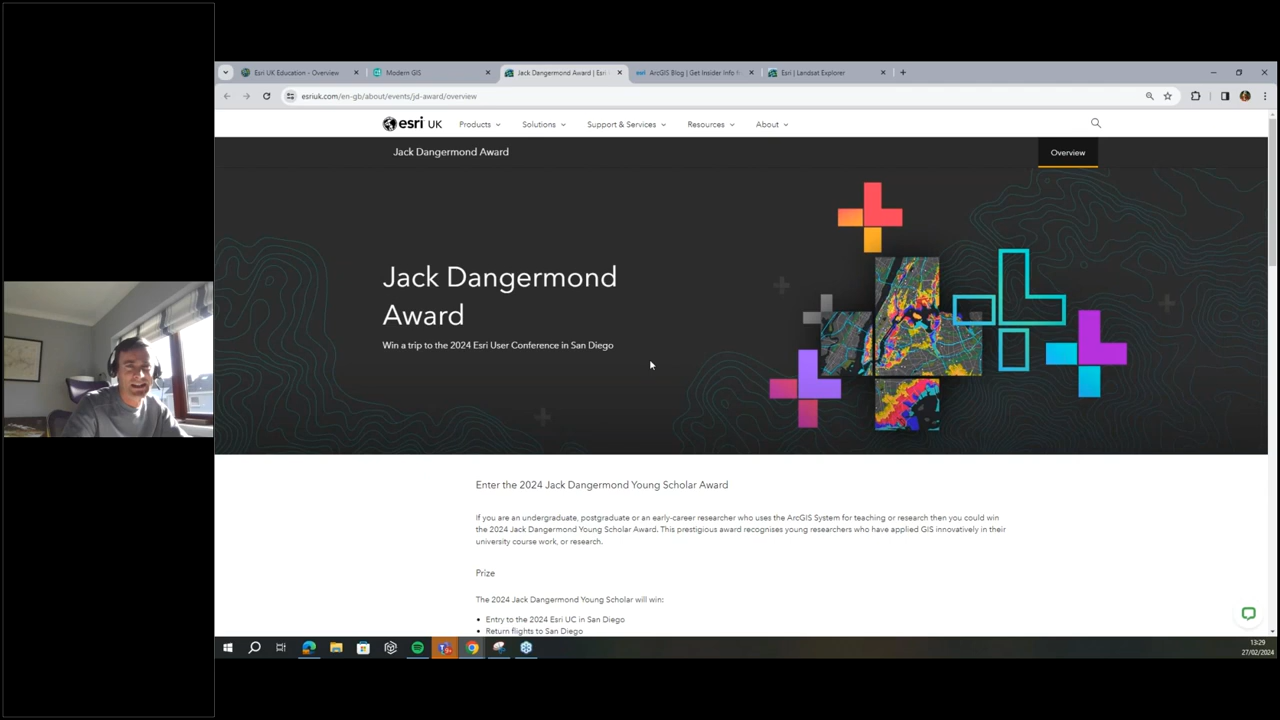 Esri UK Education - Overview
Modern GIS
Jack Dangermond Award | Esri
ArcGIS Blog | Get Insider Info
Esri | Landsat Explorer
esriuk.com/en-gb/about/events/jd-award/overview
esri UK
Products
Solutions
Support & Services
Resources
About
Jack Dangermond Award
Overview
Jack Dangermond
Award
Win a trip to the 2024 Esri User Conference in San Diego
Enter the 2024 Jack Dangermond Young Scholar Award
If you are an undergraduate, postgraduate or an early-career researcher who uses the ArcGIS System for teaching or research then you could win
the 2024 Jack Dangermond Young Scholar Award. This prestigious award recognises young researchers who have applied GIS innovatively in their
university course work, or research.
Prize
The 2024 Jack Dangermond Young Scholar will win:
• Entry to the 2024 Esri UC in San Diego
• Return flights to San Diego
13:29
27/02/2024